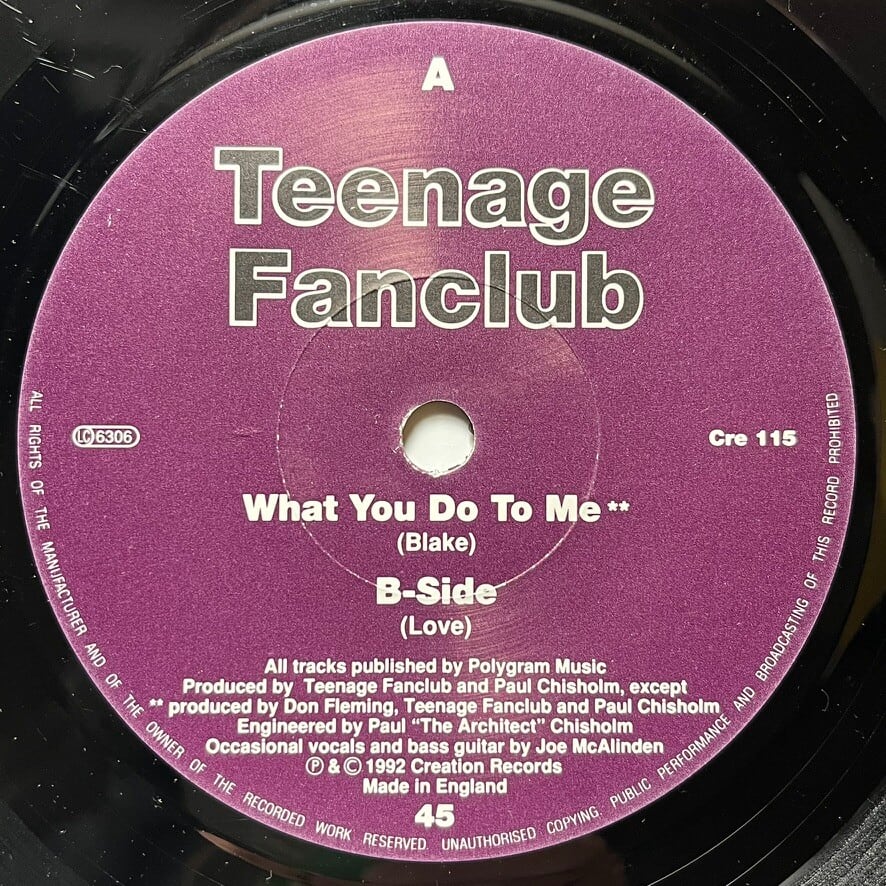 A
Teenage
Fanclub
LC 6306
Cre 115
What You Do To Me**
(Blake)
B-Side
(Love)
All tracks published by Polygram Music
Produced by Teenage Fanclub and Paul Chisholm, except
** produced by Don Fleming, Teenage Fanclub and Paul Chisholm
Engineered by Paul "The Architect" Chisholm
Occasional vocals and bass guitar by Joe McAlinden
℗ & © 1992 Creation Records
Made in England
45
ALL RIGHTS OF THE MANUFACTURER AND OF THE OWNER OF THE RECORDED WORK RESERVED. UNAUTHORISED COPYING, PUBLIC PERFORMANCE AND BROADCASTING OF THIS RECORD PROHIBITED